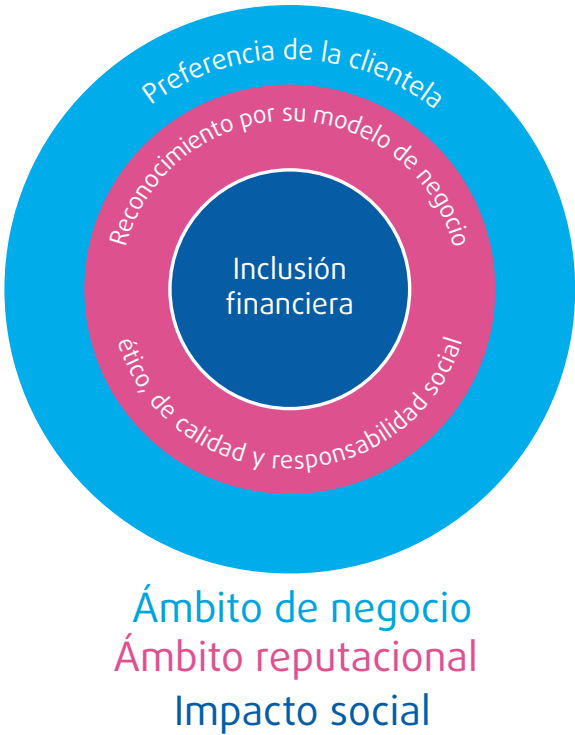 Preferencia de la clientela
Reconocimiento por su modelo de negocio
Inclusión
financiera
ético, de calidad y responsabilidad social
Ámbito de negocio
Ámbito reputacional
Impacto social